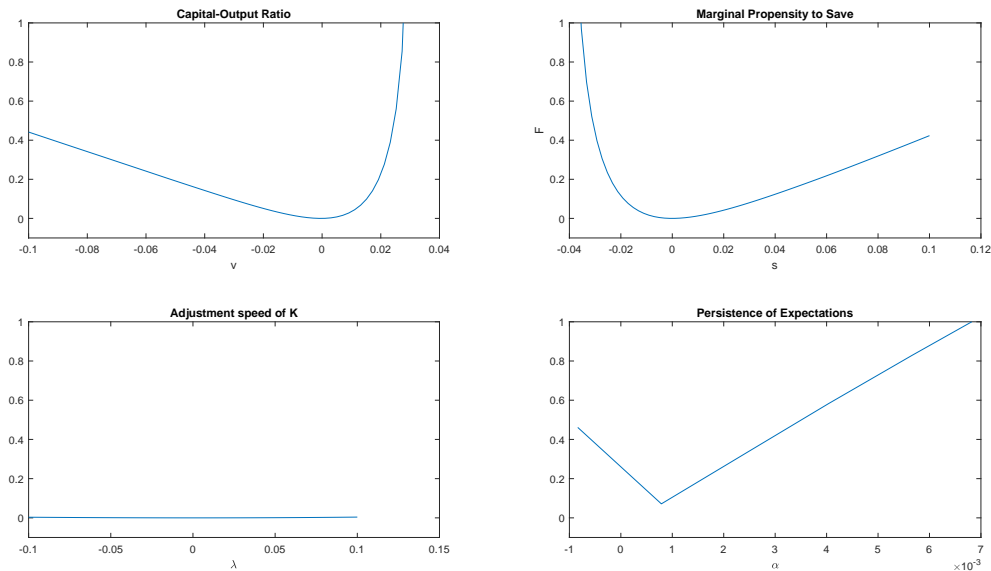 Capital-Output Ratio
1
0.8
0.6
0.4
0.2
0
-0.1 -0.08 -0.06 -0.04 -0.02 0 0.02 0.04
v
Marginal Propensity to Save
1
0.8
0.6
0.4
0.2
0
F
-0.04 -0.02 0 0.02 0.04 0.06 0.08 0.1 0.12
s
Adjustment speed of K
1
0.8
0.6
0.4
0.2
0
-0.1 -0.05 0 0.05 0.1 0.15
λ
Persistence of Expectations
1
0.8
0.6
0.4
0.2
0
-1 0 1 2 3 4 5 6 7
α
×10⁻³